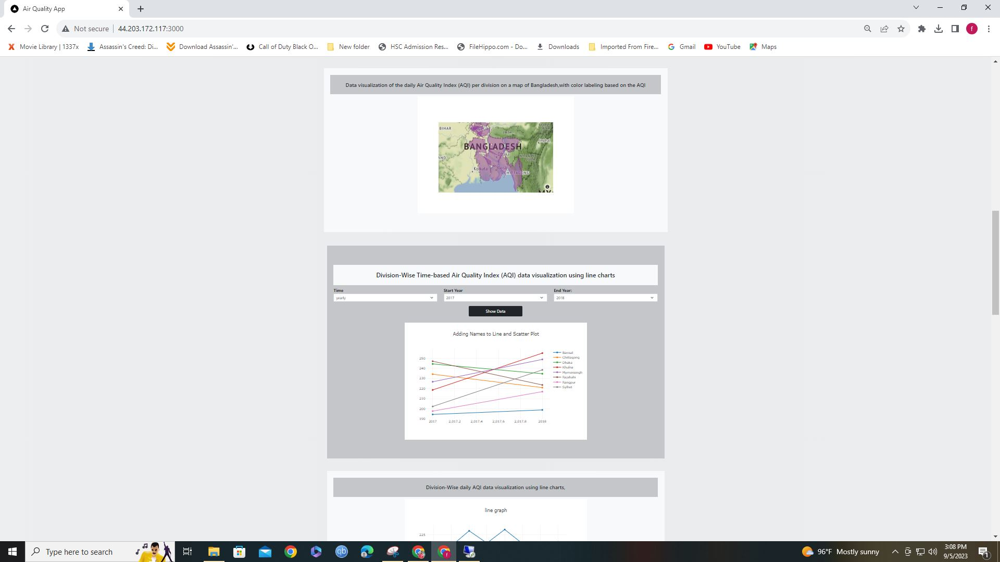 Air Quality App
Not secure 44.203.172.117:3000
f
Movie Library | 1337x Assassin's Creed: Di... Download Assassin'... Call of Duty Black O... New folder HSC Admission Res... FileHippo.com - Do... Downloads Imported From Fire... Gmail YouTube Maps
Data visualization of the daily Air Quality Index (AQI) per division on a map of Bangladesh,with color labeling based on the AQI
BIHAR
Imphal
BANGLADESH
Dhaka
AND
Kolkata
CHITTAGONG
Division-Wise Time-based Air Quality Index (AQI) data visualization using line charts
Time Start Year End Year:
yearly 2017 2018
Show Data
Adding Names to Line and Scatter Plot
250
240
230
220
210
200
190
2017 2,017.2 2,017.4 2,017.6 2,017.8 2018
Barisal
Chittagong
Dhaka
Khulna
Mymensingh
Rajshahi
Rangpur
Sylhet
Division-Wise daily AQI data visualization using line charts,
line graph
225
Type here to search
qb
f
96°F Mostly sunny
3:08 PM
9/5/2023
1